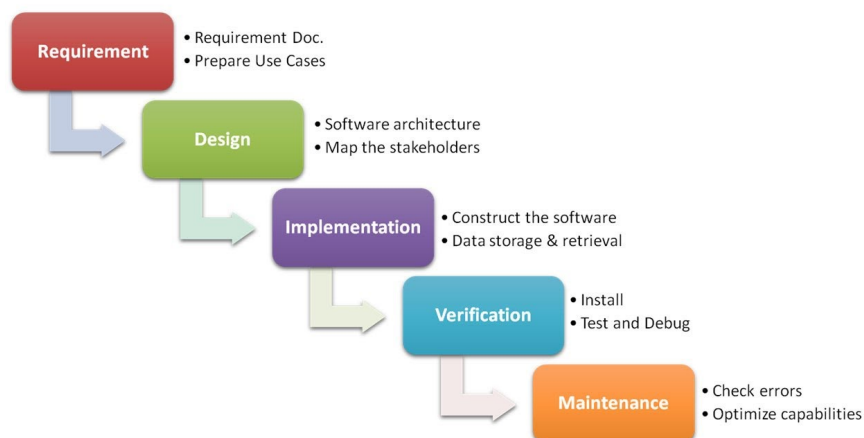 Requirement
• Requirement Doc.
• Prepare Use Cases
Design
• Software architecture
• Map the stakeholders
Implementation
• Construct the software
• Data storage & retrieval
Verification
• Install
• Test and Debug
Maintenance
• Check errors
• Optimize capabilities